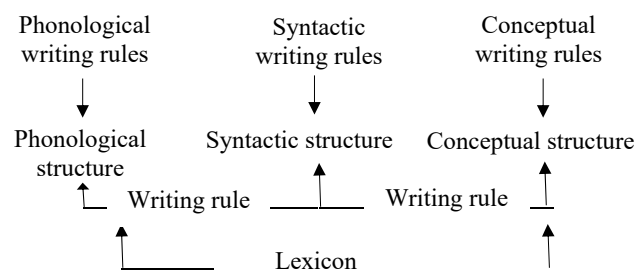 Phonological Syntactic Conceptual
writing rules writing rules writing rules
Phonological Syntactic structure Conceptual structure
structure
Writing rule Writing rule
Lexicon